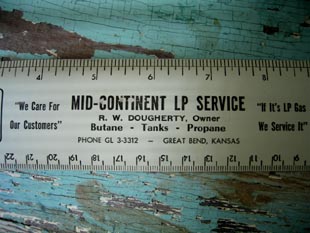 4 5 6 7 8
"We Care For
Our Customers"
MID-CONTINENT LP SERVICE
R. W. DOUGHERTY, Owner
Butane - Tanks - Propane
PHONE GL 3-3312 — GREAT BEND, KANSAS
"If It's LP Gas
We Service It"
22 21 20 19 18 17 16 15 14 13 12 11 10 9